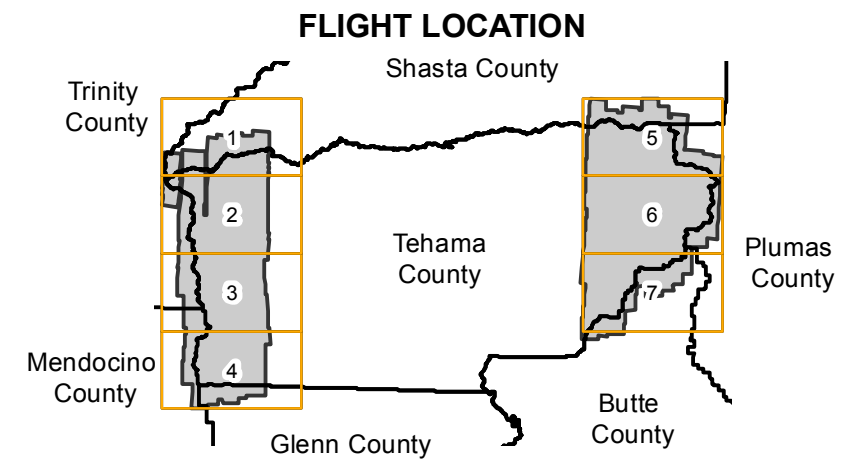 FLIGHT LOCATION
Shasta County
Trinity
County
1
5
2
6
Tehama
County
Plumas
County
3
7
Mendocino
County
4
Butte
County
Glenn County